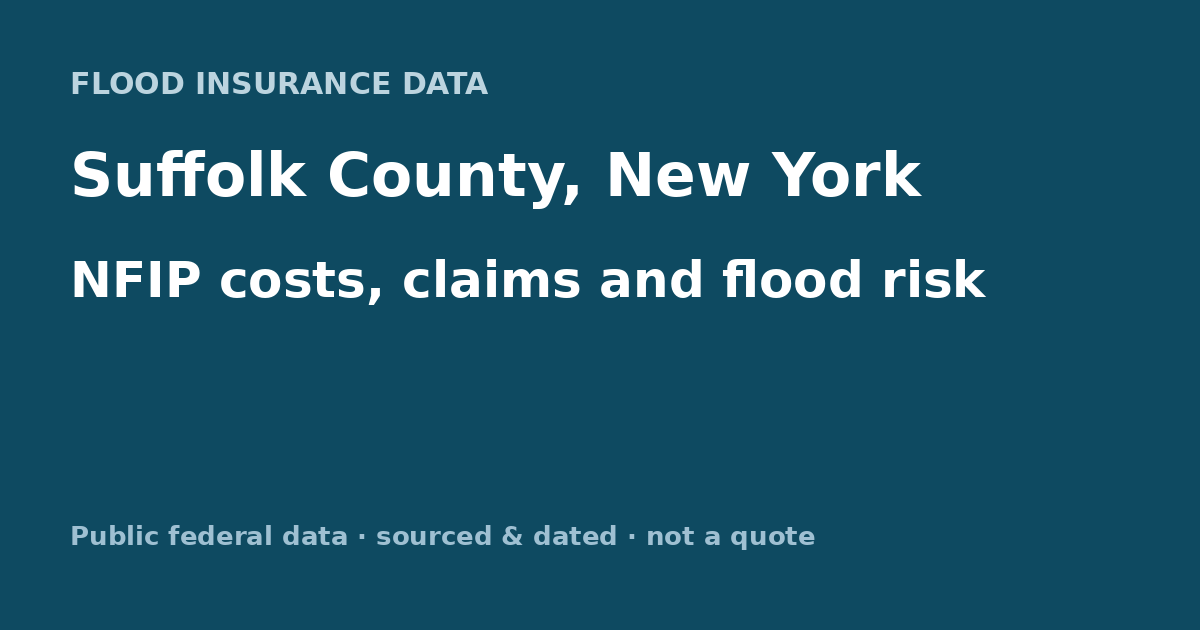 FLOOD INSURANCE DATA
Suffolk County, New York
NFIP costs, claims and flood risk
Public federal data · sourced & dated · not a quote